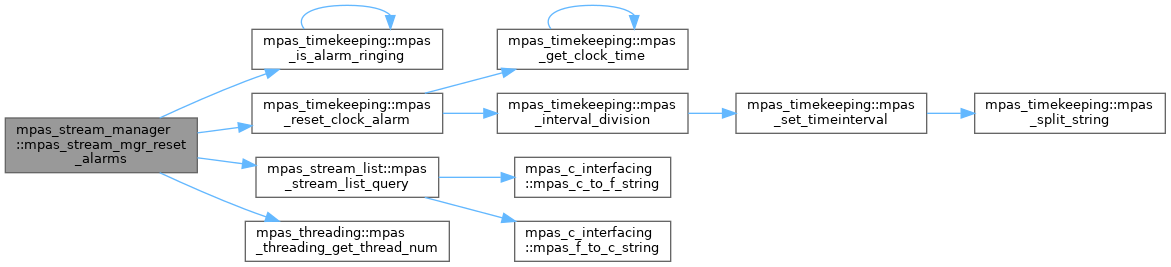 mpas_stream_manager
::mpas_stream_mgr_reset
_alarms
mpas_timekeeping::mpas
_is_alarm_ringing
mpas_timekeeping::mpas
_reset_clock_alarm
mpas_stream_list::mpas
_stream_list_query
mpas_threading::mpas
_threading_get_thread_num
mpas_timekeeping::mpas
_get_clock_time
mpas_timekeeping::mpas
_interval_division
mpas_c_interfacing
::mpas_c_to_f_string
mpas_c_interfacing
::mpas_f_to_c_string
mpas_timekeeping::mpas
_set_timeinterval
mpas_timekeeping::mpas
_split_string